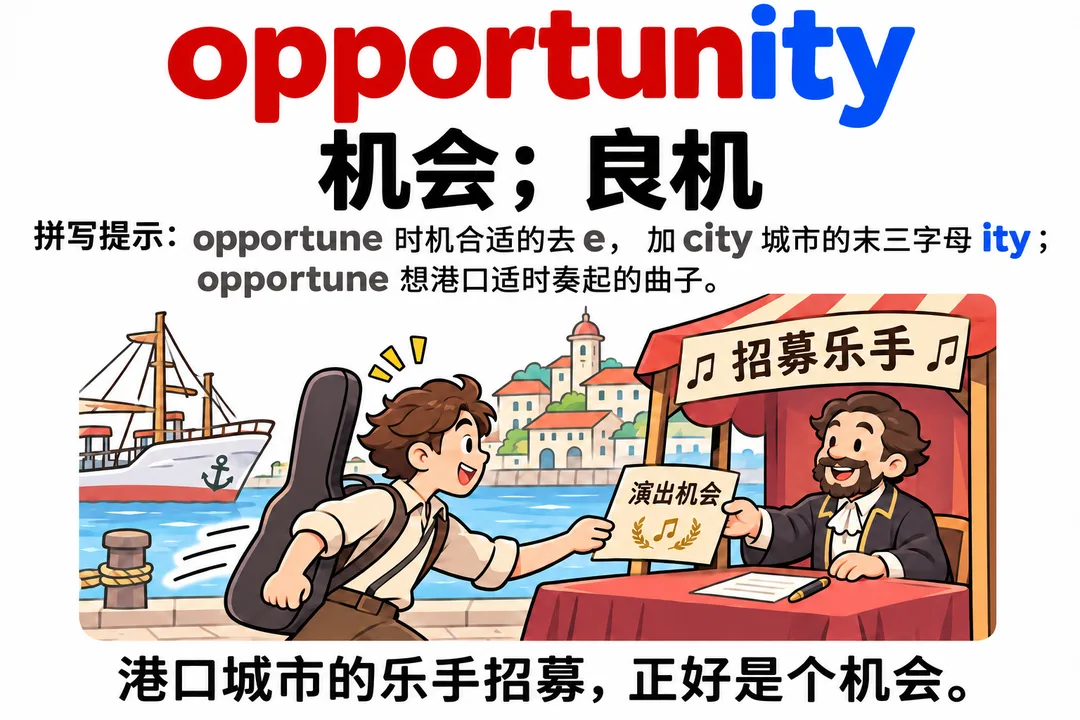 opportunity
机会；良机
拼写提示：opportune 时机合适的去 e， 加 city 城市的末三字母 ity；
opportune 想港口适时奏起的曲子。
♫ 招募乐手 ♫
演出机会
港口城市的乐手招募，正好是个机会。